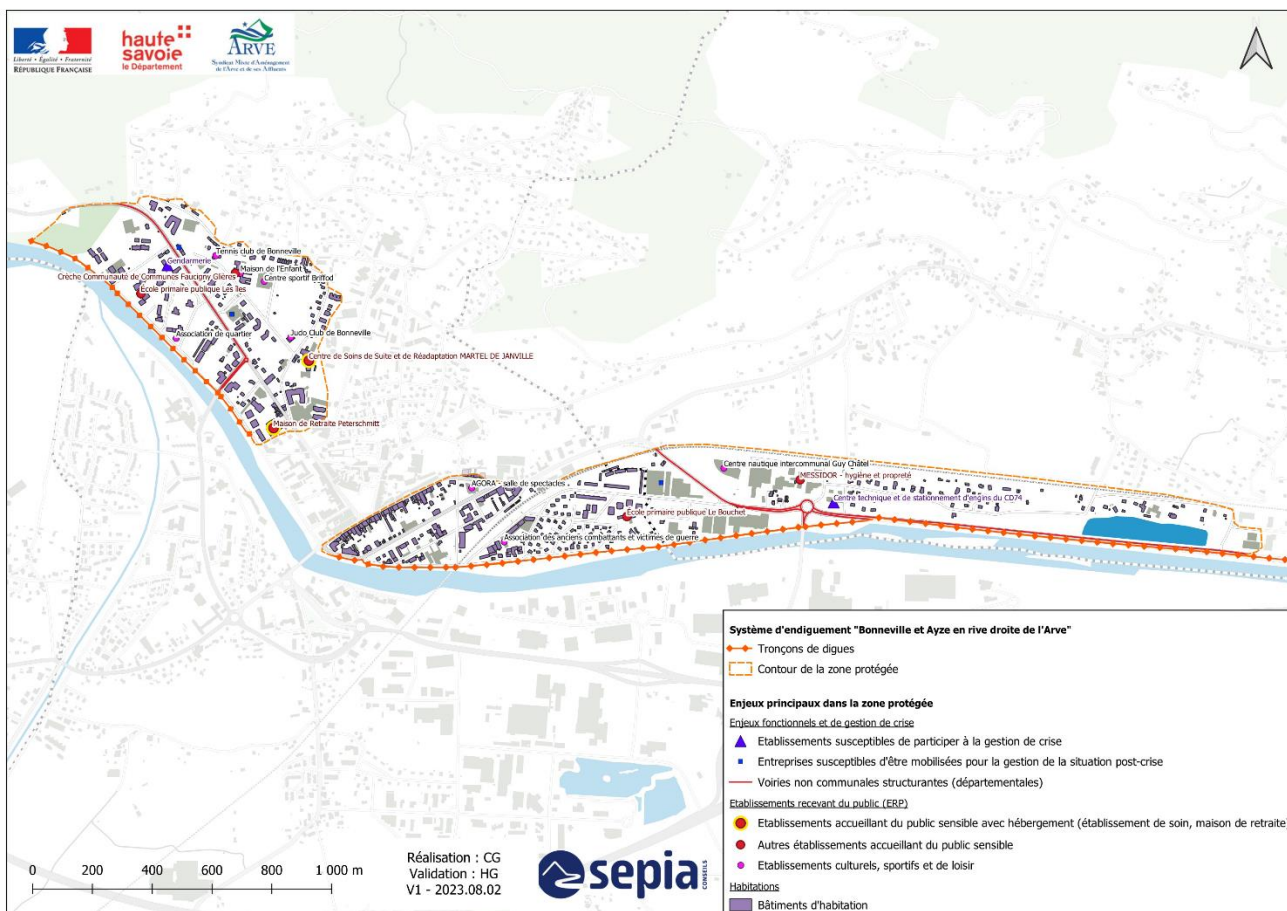 Liberté • Égalité • Fraternité
RÉPUBLIQUE FRANÇAISE
haute
savoie
le Département
ARVE
Syndicat Mixte d'Aménagement
de l'Arve et de ses Affluents
Tennis club de Bonneville
Gendarmerie
Maison de l'Enfant
Crèche Communauté de Communes Faucigny Glières
Centre sportif Briffod
Ecole primaire publique Les Iles
Association de quartier
Judo Club de Bonneville
Centre de Soins de Suite et de Réadaptation MARTEL DE JANVILLE
Maison de Retraite Peterschmitt
Centre nautique intercommunal Guy Châtel
MESSIDOR - hygiène et propreté
AGORA - salle de spectacles
Centre technique et de stationnement d'engins du CD74
Ecole primaire publique Le Bouchet
Association des anciens combattants et victimes de guerre
Système d'endiguement "Bonneville et Ayze en rive droite de l'Arve"
Tronçons de digues
Contour de la zone protégée
Enjeux principaux dans la zone protégée
Enjeux fonctionnels et de gestion de crise
Etablissements susceptibles de participer à la gestion de crise
Entreprises susceptibles d'être mobilisées pour la gestion de la situation post-crise
Voiries non communales structurantes (départementales)
Etablissements recevant du public (ERP)
Etablissements accueillant du public sensible avec hébergement (établissement de soin, maison de retraite)
Autres établissements accueillant du public sensible
Etablissements culturels, sportifs et de loisir
Habitations
Bâtiments d'habitation
0 200 400 600 800 1 000 m
Réalisation : CG
Validation : HG
V1 - 2023.08.02
sepia
CONSEILS